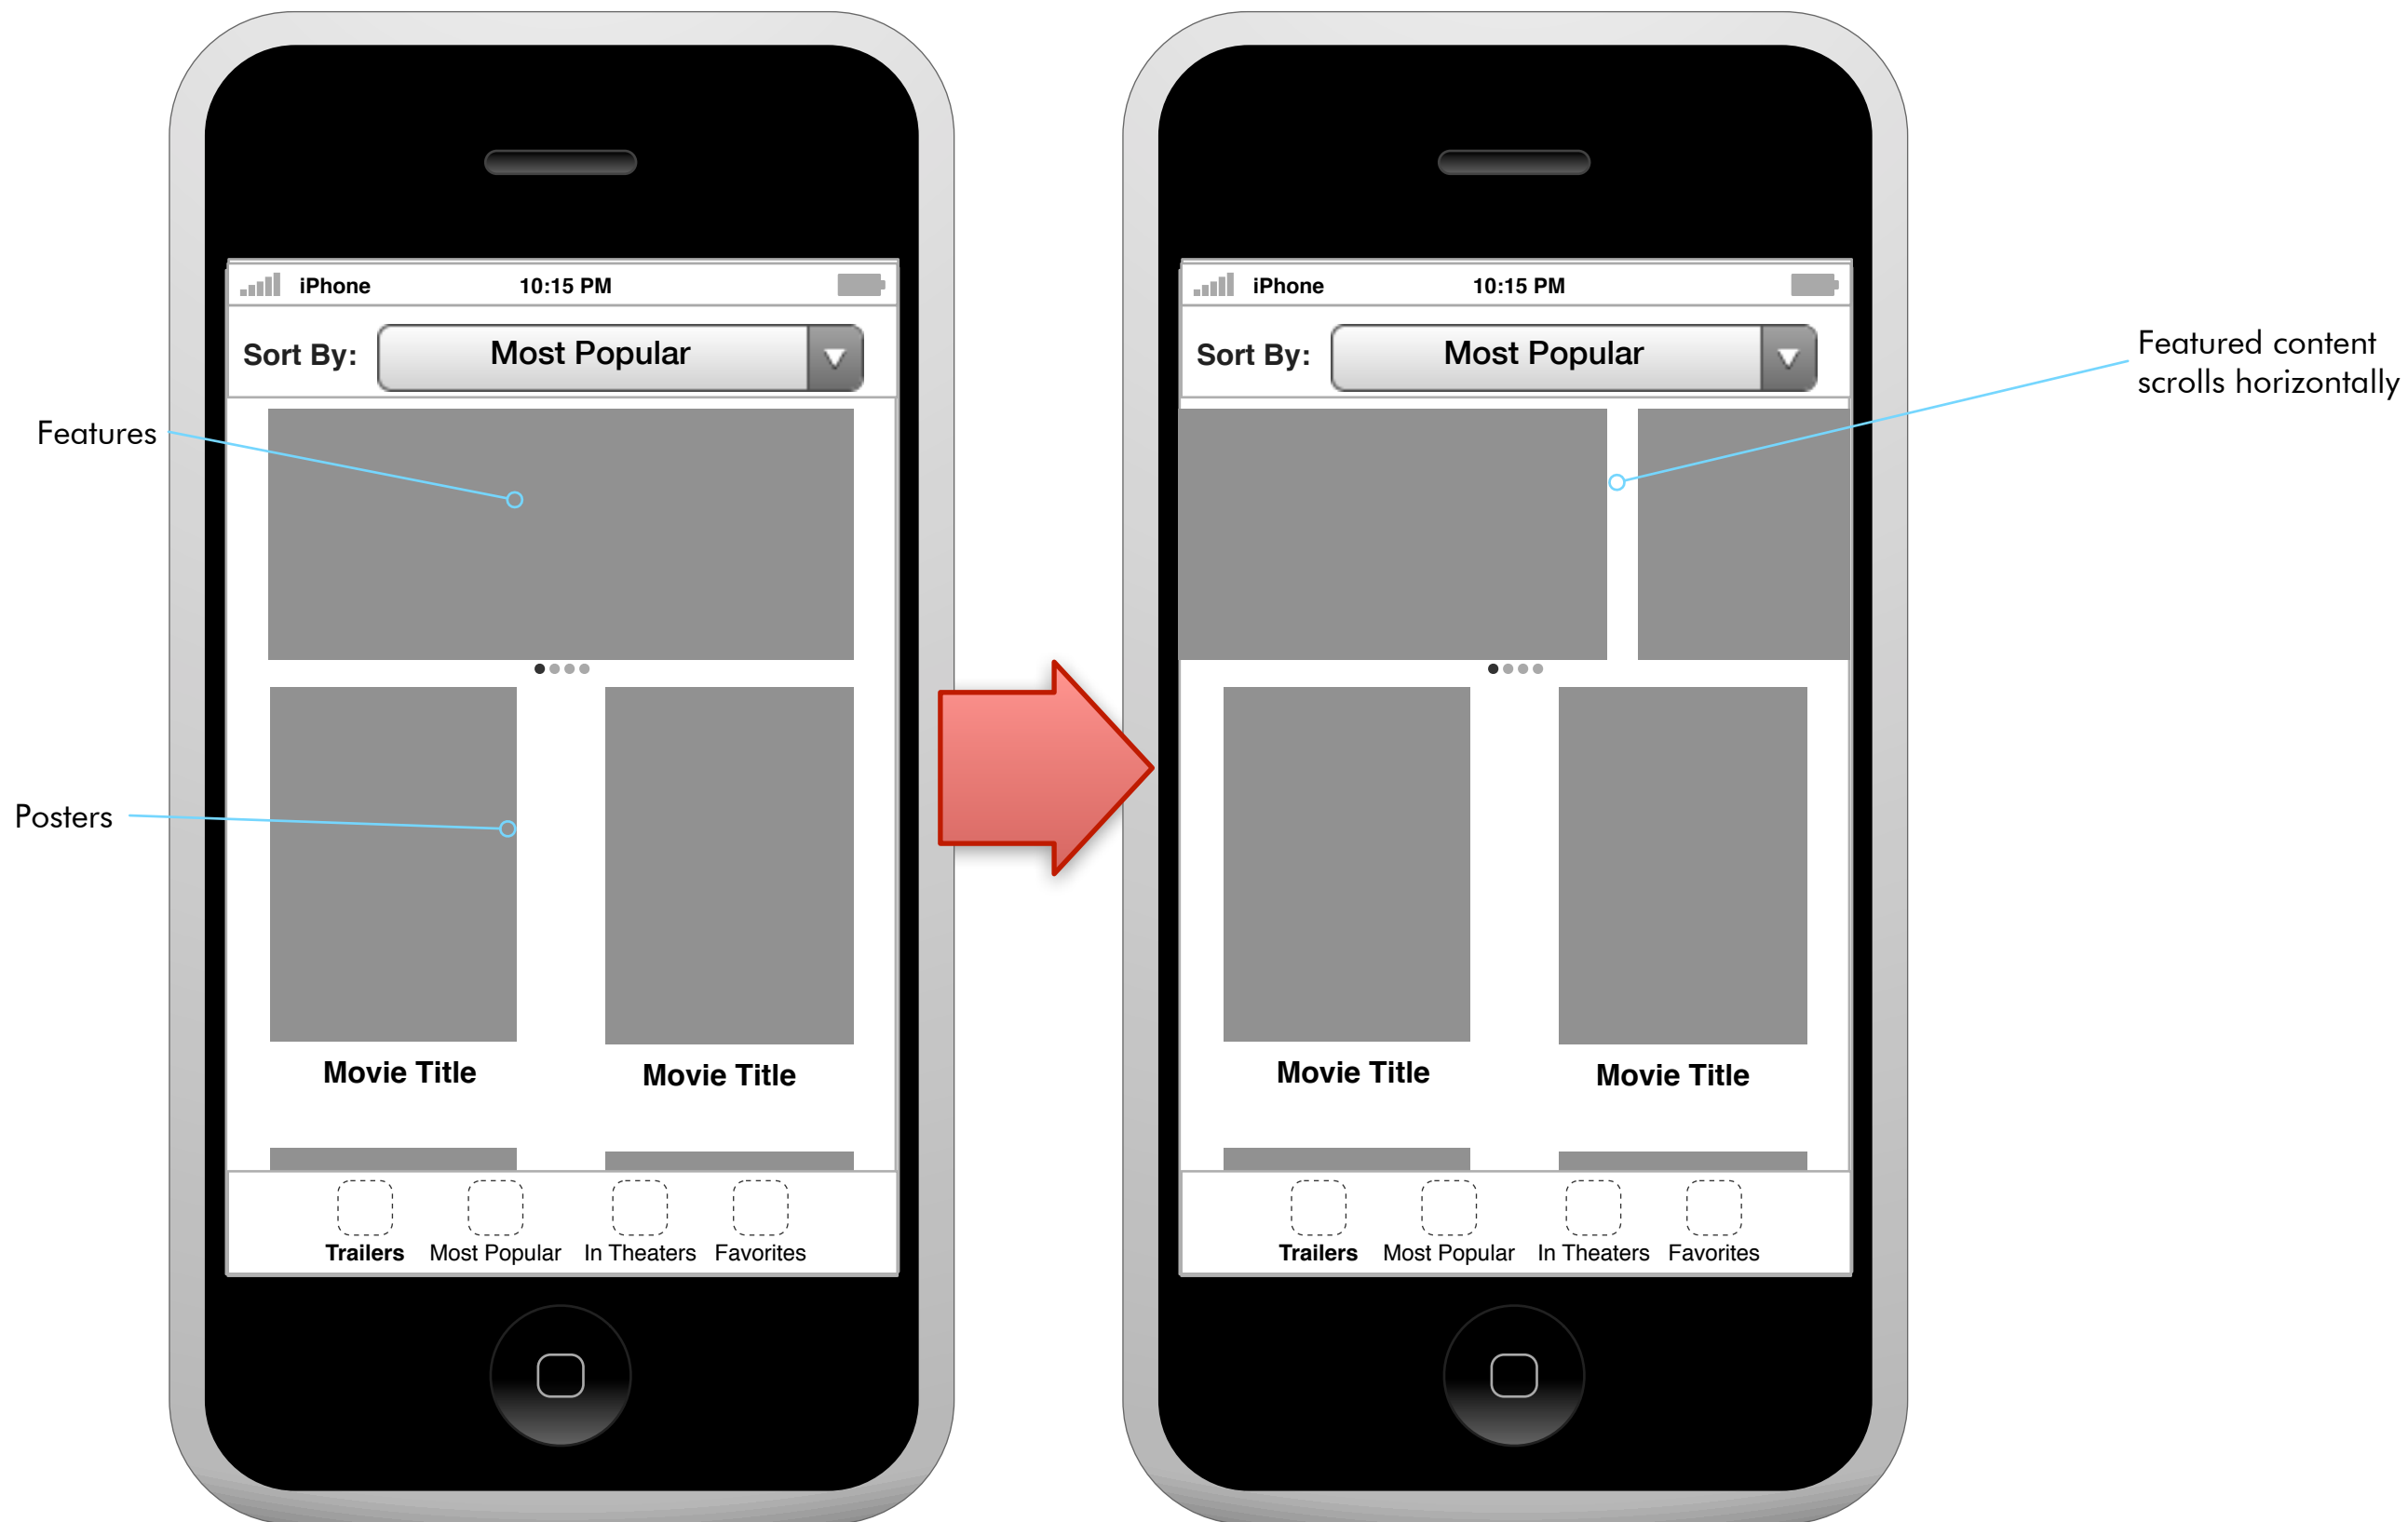 iPhone 10:15 PM
Sort By: Most Popular
Features
Posters
Movie Title Movie Title
Trailers Most Popular In Theaters Favorites
iPhone 10:15 PM
Sort By: Most Popular
Featured content
scrolls horizontally
Movie Title Movie Title
Trailers Most Popular In Theaters Favorites